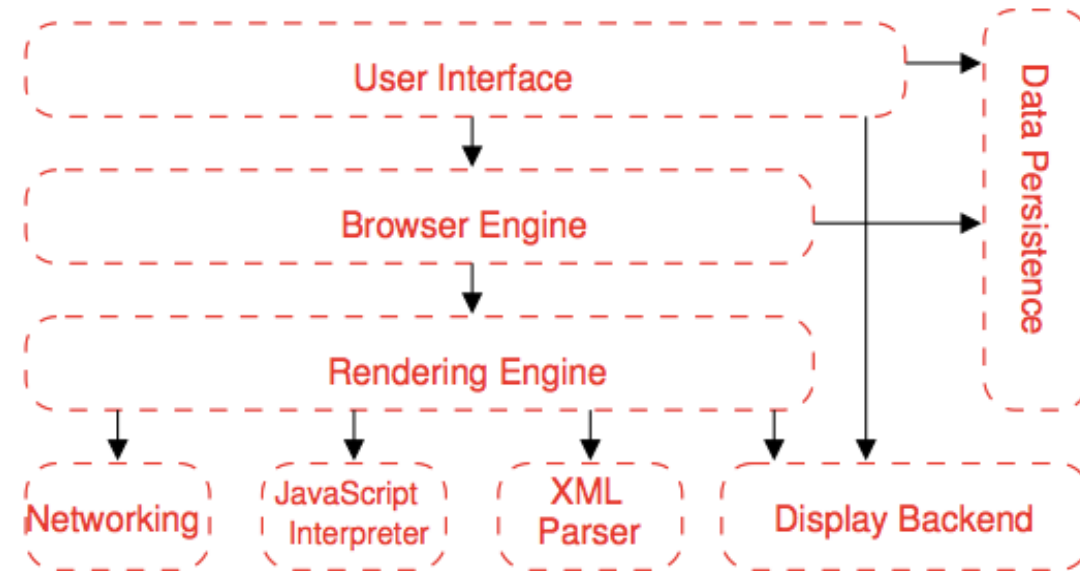 User Interface
Data Persistence
Browser Engine
Rendering Engine
Networking
JavaScript
Interpreter
XML
Parser
Display Backend